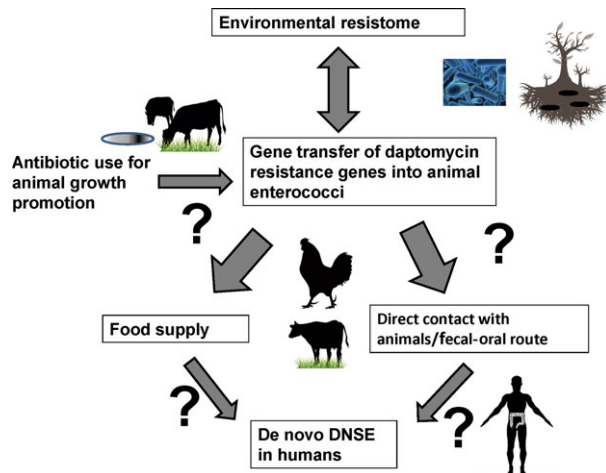 Environmental resistome
Antibiotic use for
animal growth
promotion
Gene transfer of daptomycin
resistance genes into animal
enterococci
?
?
Food supply
Direct contact with
animals/fecal-oral route
?
?
De novo DNSE
in humans